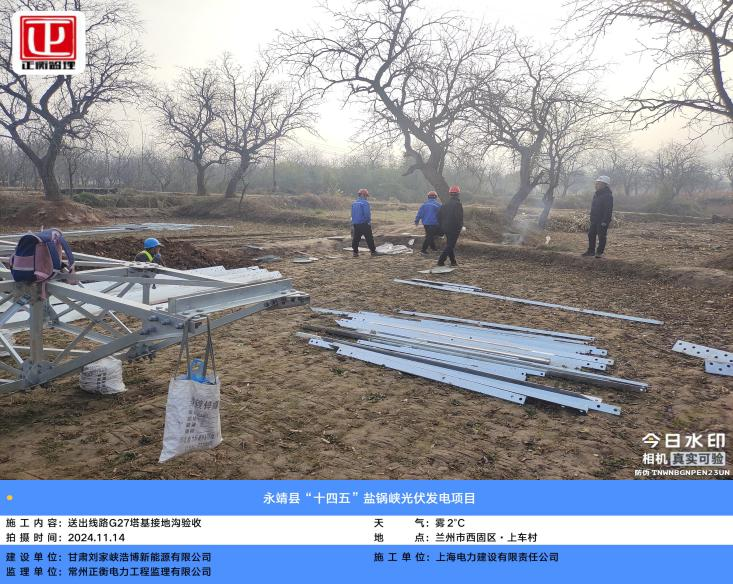 正衡监理
今日水印
相机 真实可验
防伪 TNWNBGNPEN23UN
永靖县“十四五”盐锅峡光伏发电项目
施工内容：送出线路G27塔基接地沟验收
天 气：雾 2℃
拍摄时间：2024.11.14
地 点：兰州市西固区·上车村
建设单位：甘肃刘家峡浩博新能源有限公司
施工单位：上海电力建设有限责任公司
监理单位：常州正衡电力工程监理有限公司